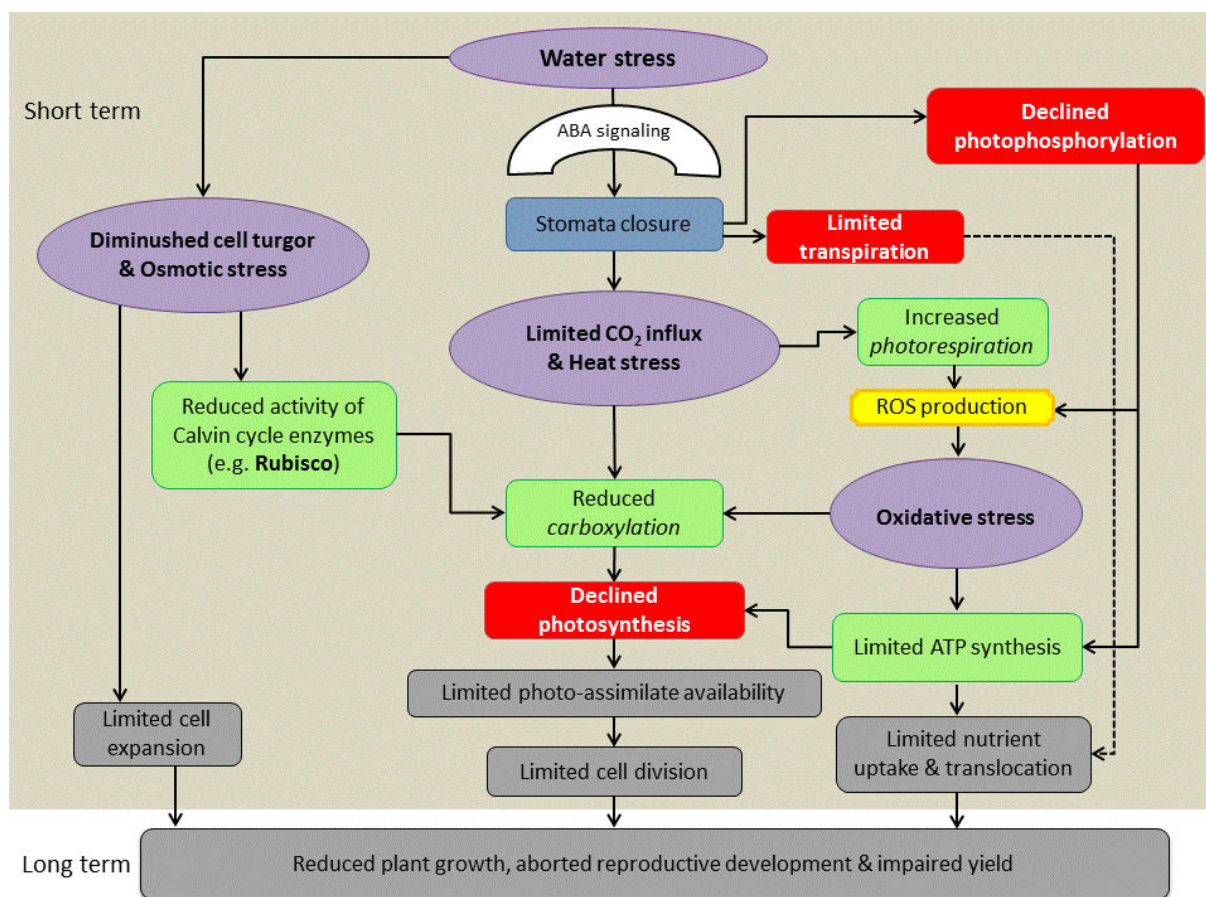 Water stress
Short term
ABA signaling
Declined
photophosphorylation
Stomata closure
Limited
transpiration
Diminushed cell turgor
& Osmotic stress
Limited CO₂ influx
& Heat stress
Increased
photorespiration
Reduced activity of
Calvin cycle enzymes
(e.g. Rubisco)
ROS production
Reduced
carboxylation
Oxidative stress
Declined
photosynthesis
Limited ATP synthesis
Limited photo-assimilate availability
Limited cell
expansion
Limited cell division
Limited nutrient
uptake & translocation
Long term
Reduced plant growth, aborted reproductive development & impaired yield